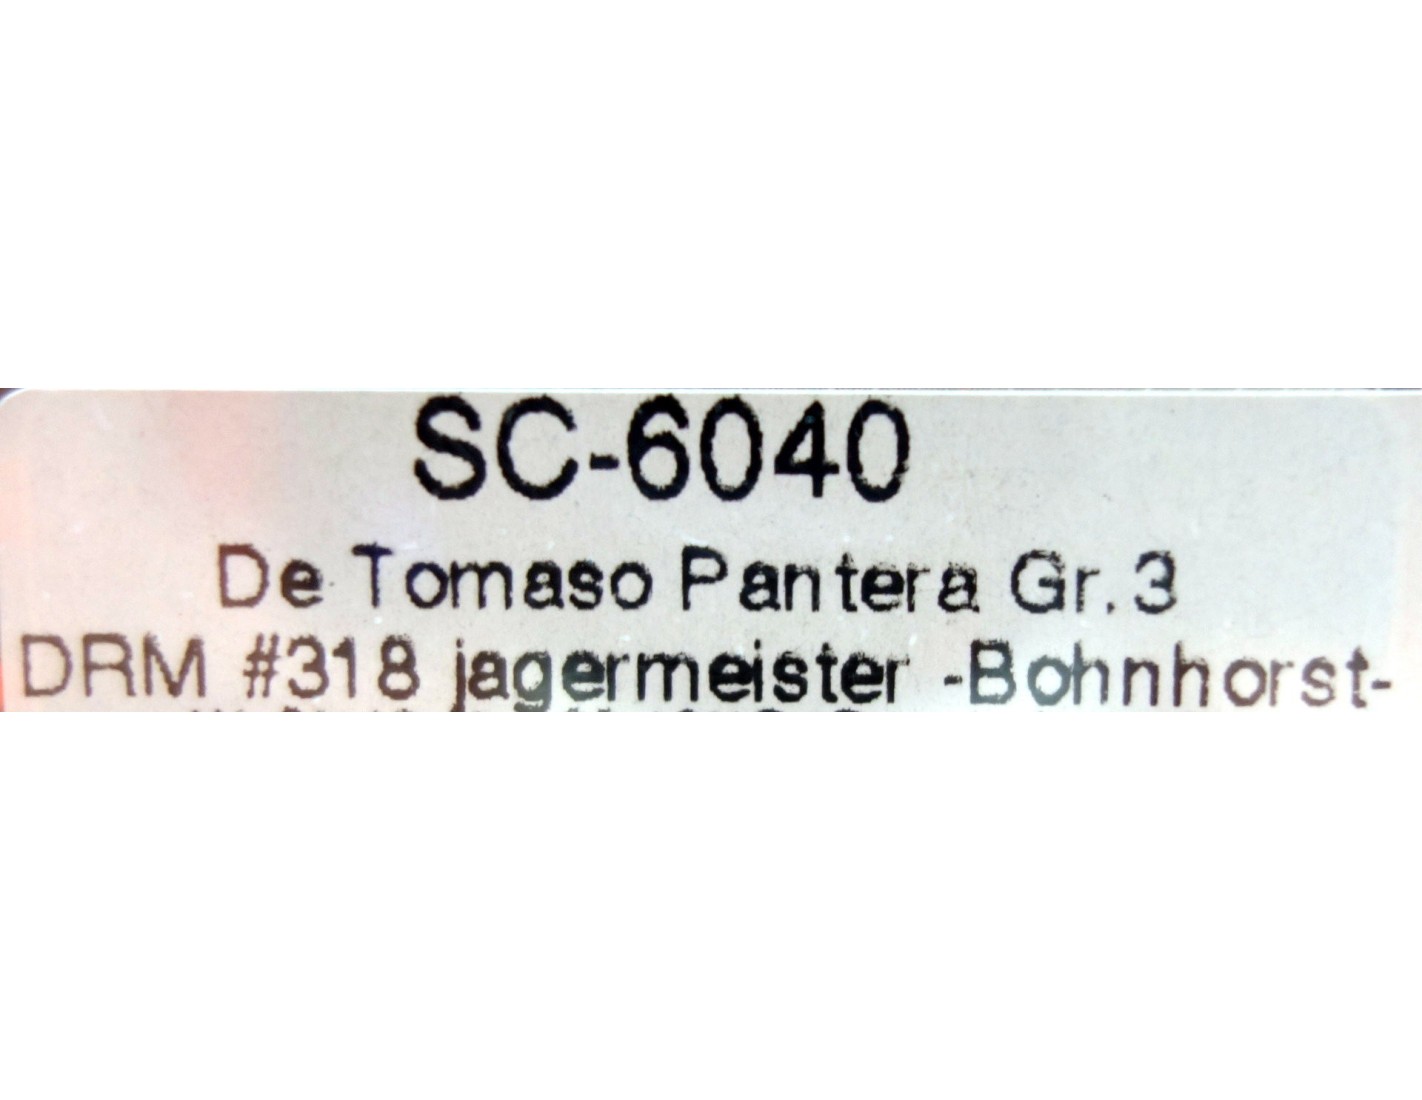 SC-6040
De Tomaso Pantera Gr.3
DRM #318 jagermeister -Bohnhorst-